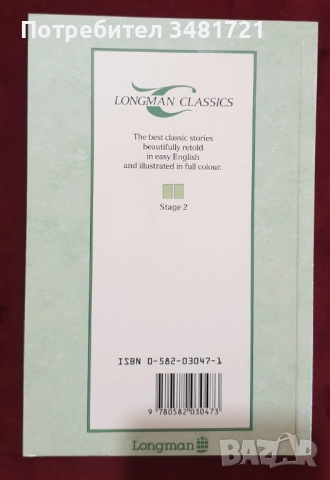 Потребител 3481721
LONGMAN CLASSICS
The best classic stories
beautifully retold
in easy English
and illustrated in full colour.
Stage 2
ISBN 0-582-03047-1
9 780582 030473
Longman
BAZAR